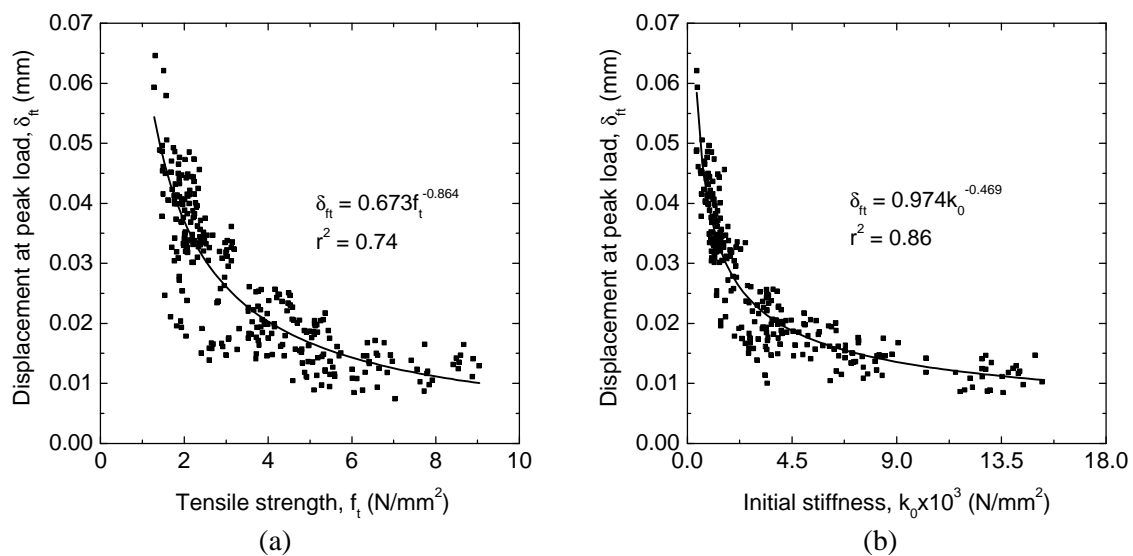 0.07
0.06
0.05
0.04
0.03
0.02
0.01
0.00
Displacement at peak load, δft (mm)
δft = 0.673ft^-0.864
r² = 0.74
0 2 4 6 8 10
Tensile strength, ft (N/mm²)
(a)
0.07
0.06
0.05
0.04
0.03
0.02
0.01
0.00
Displacement at peak load, δft (mm)
δft = 0.974k0^-0.469
r² = 0.86
0.0 4.5 9.0 13.5 18.0
Initial stiffness, k0x10³ (N/mm²)
(b)